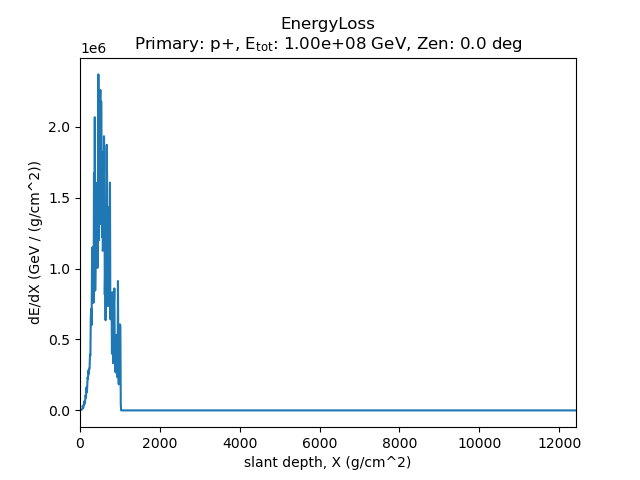 EnergyLoss
Primary: p+, E_tot: 1.00e+08 GeV, Zen: 0.0 deg
1e6
2.0
1.5
1.0
0.5
0.0
dE/dX (GeV / (g/cm^2))
0 2000 4000 6000 8000 10000 12000
slant depth, X (g/cm^2)